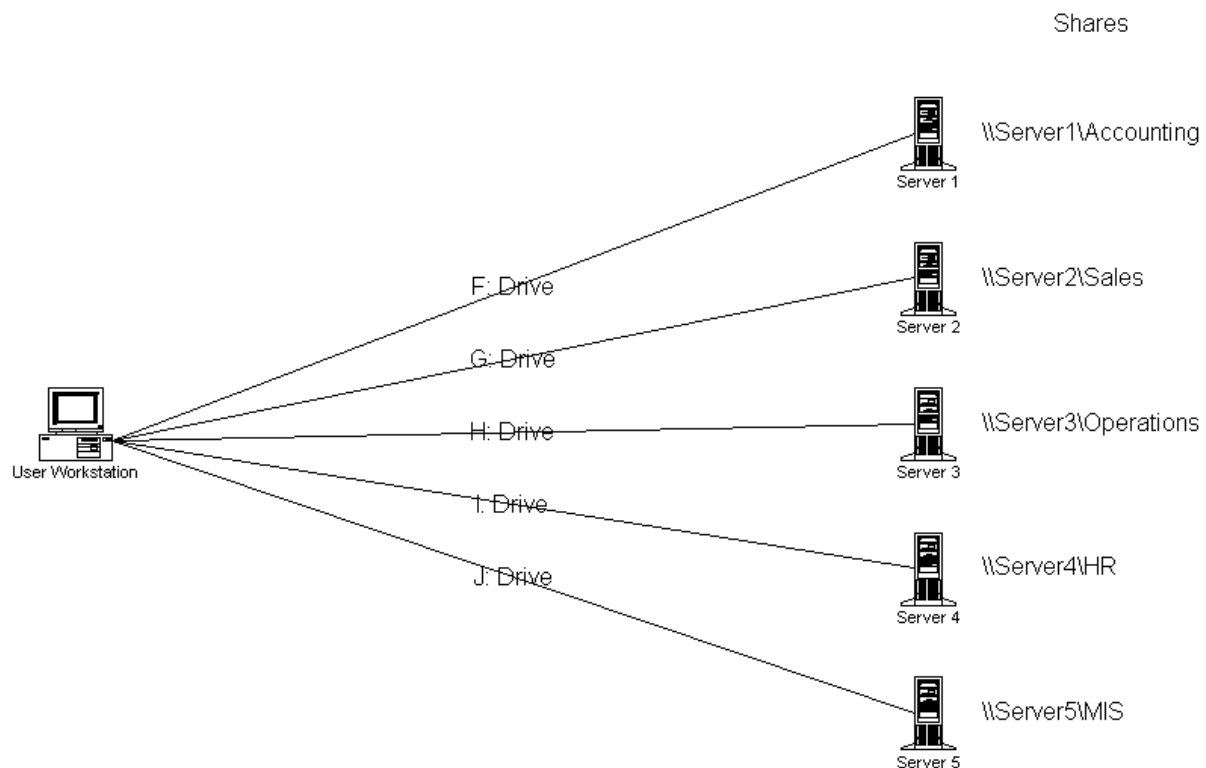 Shares
\\Server1\Accounting
Server 1
F: Drive
\\Server2\Sales
Server 2
G: Drive
H: Drive
\\Server3\Operations
User Workstation
Server 3
I: Drive
\\Server4\HR
Server 4
J: Drive
\\Server5\MIS
Server 5